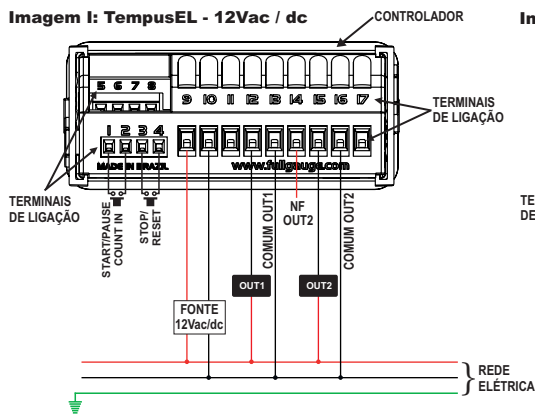 Imagem I: TempusEL - 12Vac / dc
In
CONTROLADOR
5 6 7 8
9 10 11 12 13 14 15 16 17
TERMINAIS
DE LIGAÇÃO
1 2 3 4
MADE IN BRAZIL
www.fullgauge.com
TERMINAIS
DE LIGAÇÃO
START/PAUSE
COUNT IN
STOP/
RESET
COMUM OUT1
NF
OUT2
COMUM OUT2
TE
DE
OUT1
OUT2
FONTE
12Vac/dc
REDE
ELÉTRICA